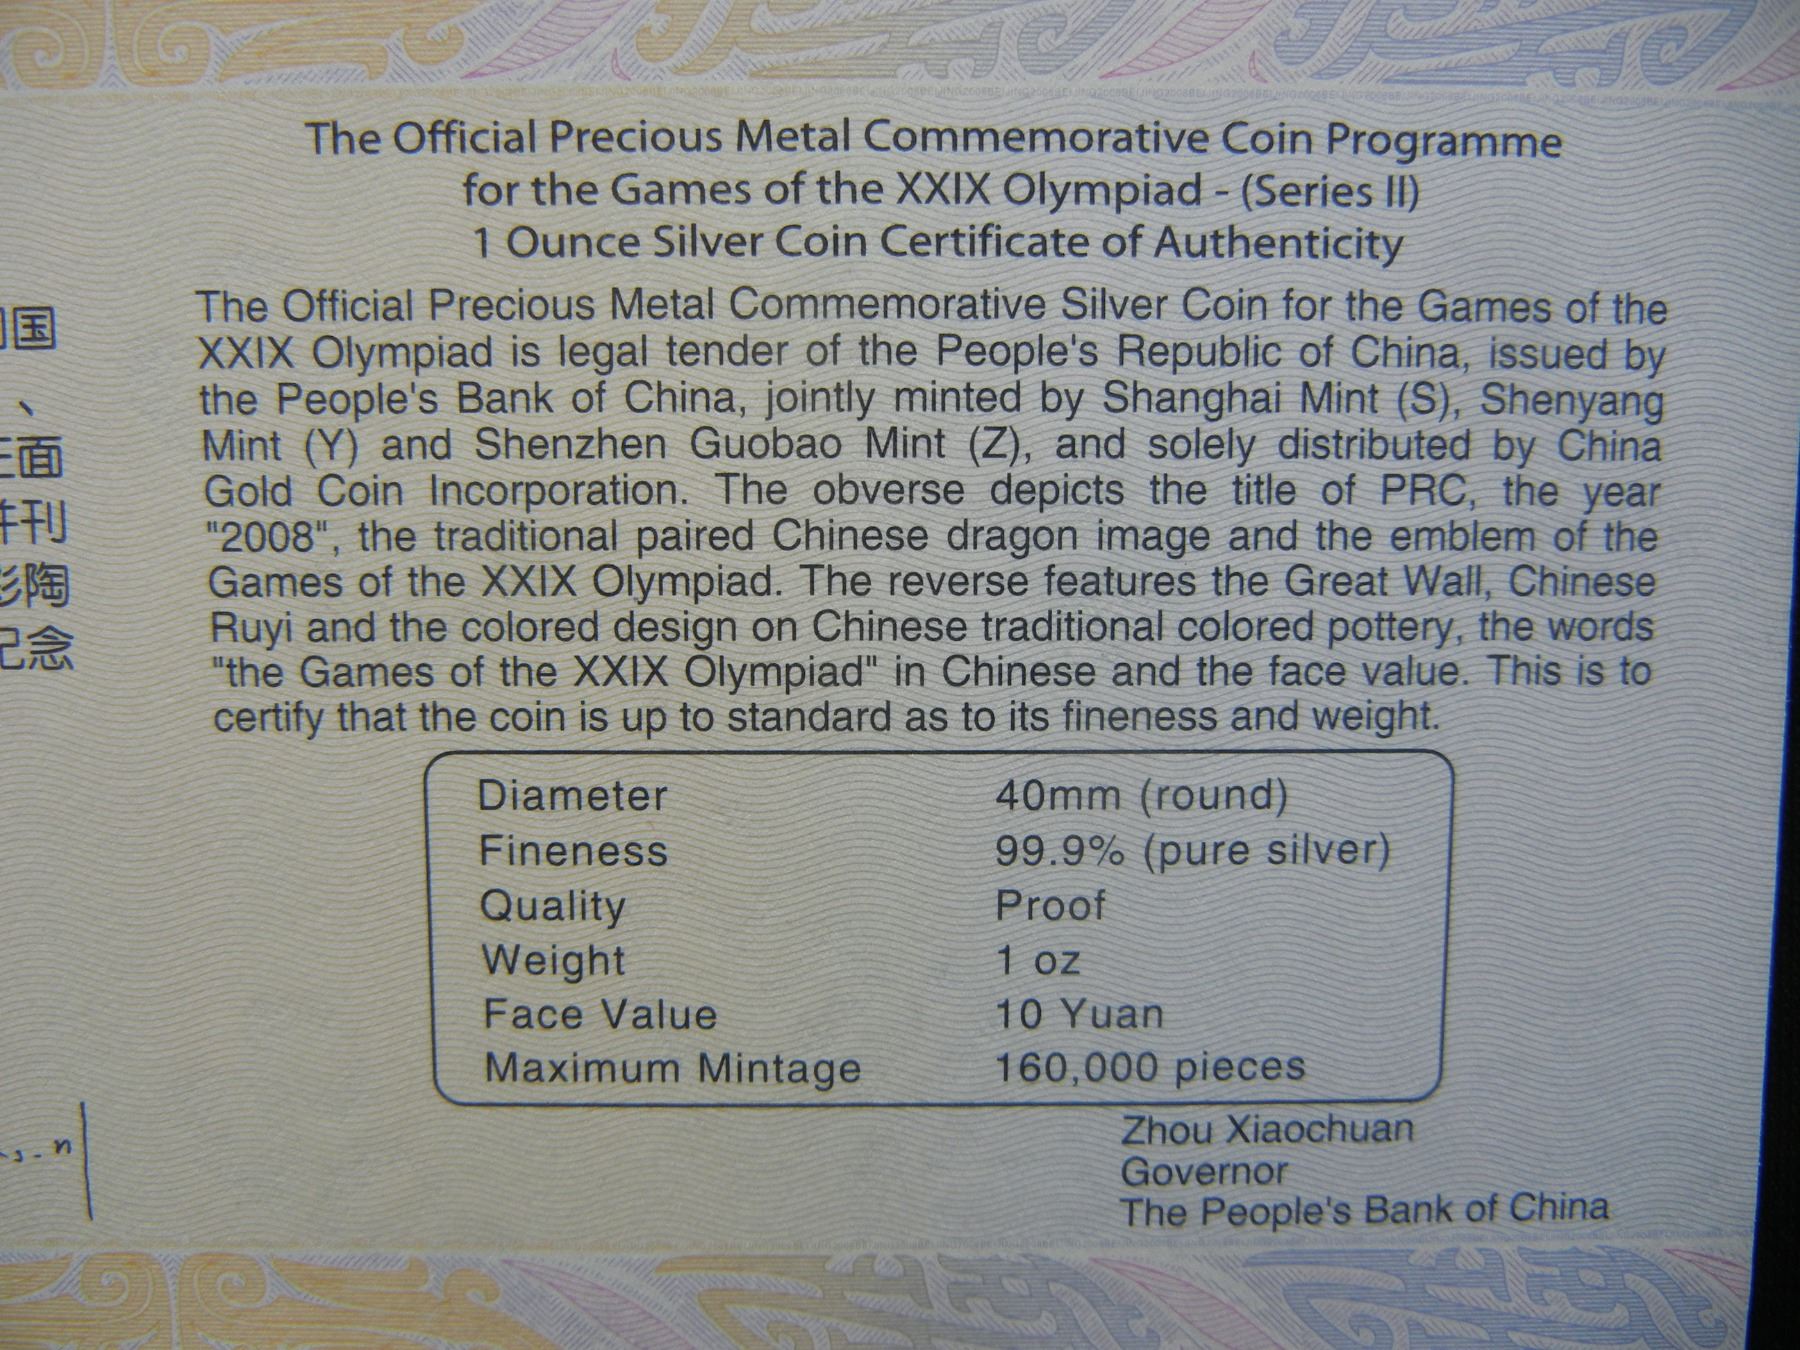 The Official Precious Metal Commemorative Coin Programme
for the Games of the XXIX Olympiad - (Series II)
1 Ounce Silver Coin Certificate of Authenticity
The Official Precious Metal Commemorative Silver Coin for the Games of the
XXIX Olympiad is legal tender of the People's Republic of China, issued by
the People's Bank of China, jointly minted by Shanghai Mint (S), Shenyang
Mint (Y) and Shenzhen Guobao Mint (Z), and solely distributed by China
Gold Coin Incorporation. The obverse depicts the title of PRC, the year
"2008", the traditional paired Chinese dragon image and the emblem of the
Games of the XXIX Olympiad. The reverse features the Great Wall, Chinese
Ruyi and the colored design on Chinese traditional colored pottery, the words
"the Games of the XXIX Olympiad" in Chinese and the face value. This is to
certify that the coin is up to standard as to its fineness and weight.
Diameter 40mm (round)
Fineness 99.9% (pure silver)
Quality Proof
Weight 1 oz
Face Value 10 Yuan
Maximum Mintage 160,000 pieces
Zhou Xiaochuan
Governor
The People's Bank of China
国
、
面
刊
陶
念